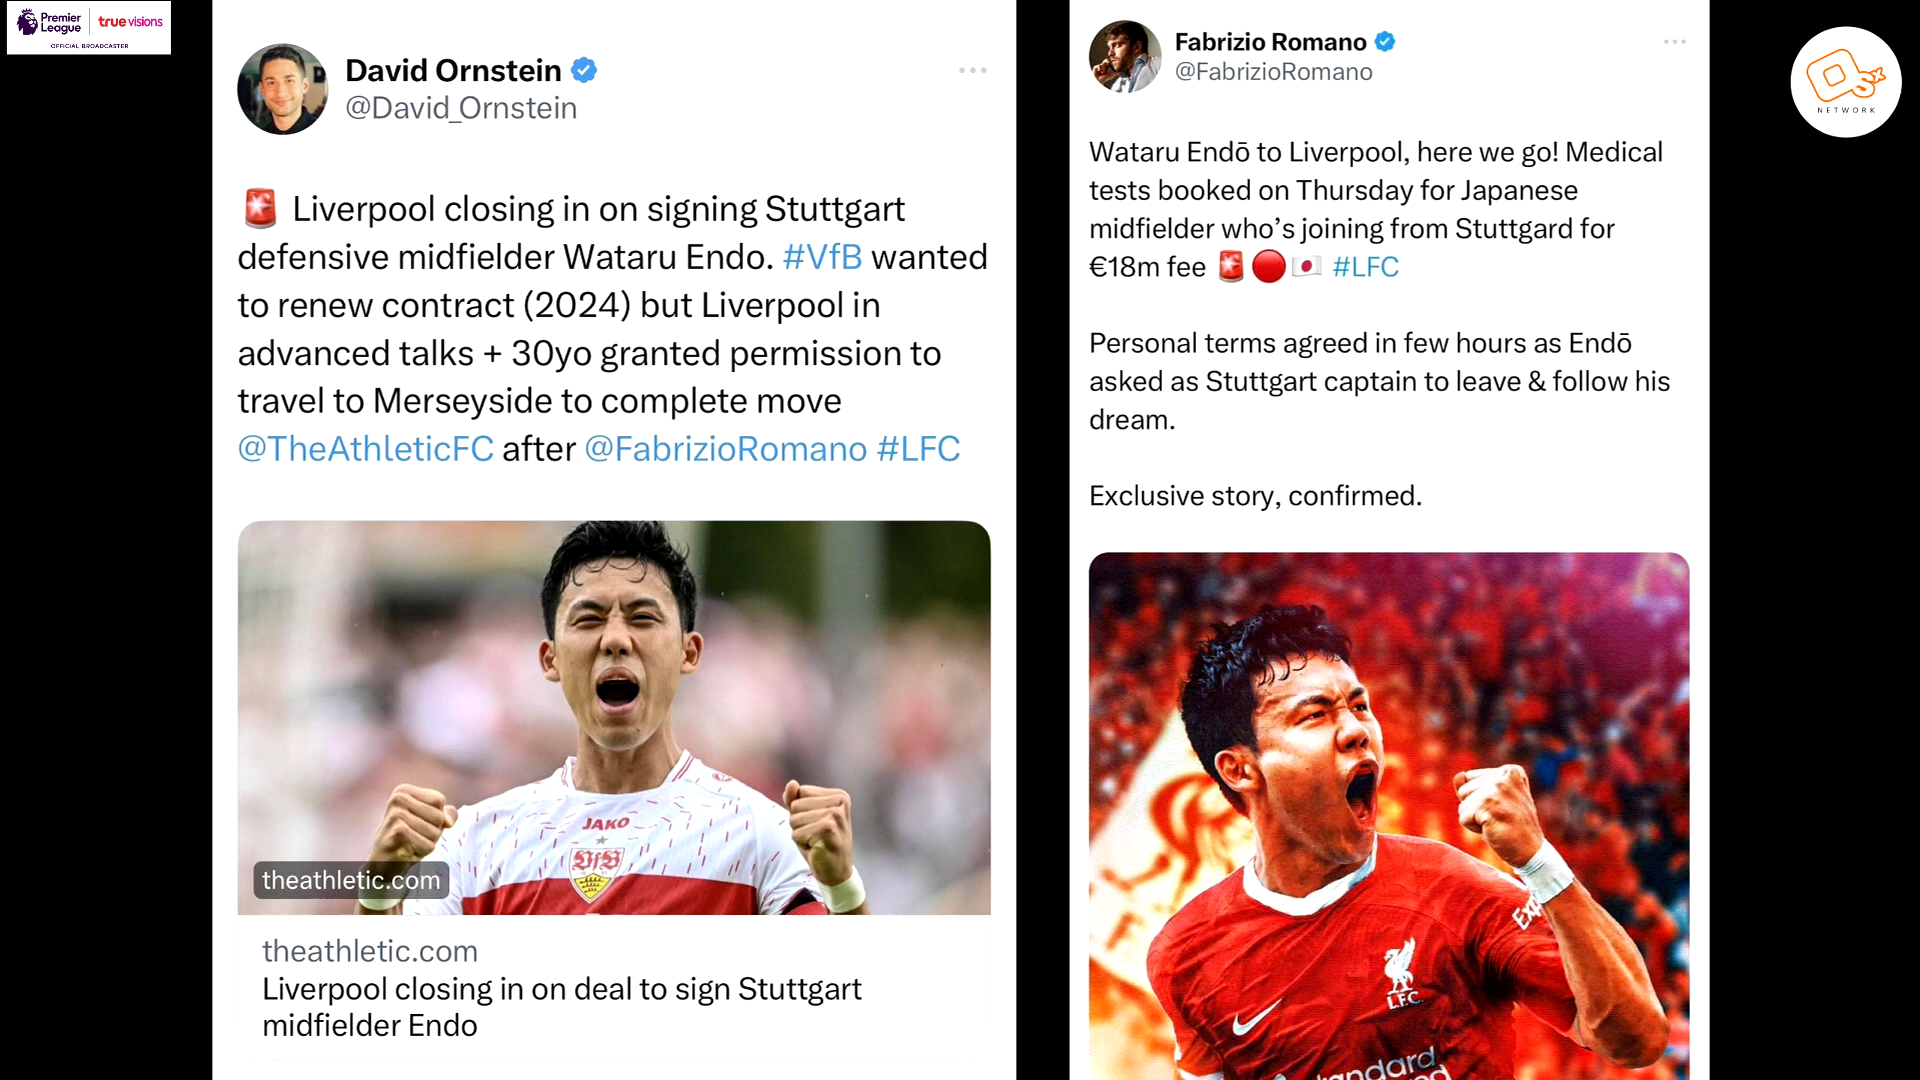 Premier
League
true visions
OFFICIAL BROADCASTER
David Ornstein
@David_Ornstein
🚨 Liverpool closing in on signing Stuttgart
defensive midfielder Wataru Endo. #VfB wanted
to renew contract (2024) but Liverpool in
advanced talks + 30yo granted permission to
travel to Merseyside to complete move
@TheAthleticFC after @FabrizioRomano #LFC
JAKO
VfB
theathletic.com
theathletic.com
Liverpool closing in on deal to sign Stuttgart
midfielder Endo
Fabrizio Romano
@FabrizioRomano
Wataru Endō to Liverpool, here we go! Medical
tests booked on Thursday for Japanese
midfielder who’s joining from Stuttgard for
€18m fee 🚨🔴🇯🇵 #LFC
Personal terms agreed in few hours as Endō
asked as Stuttgart captain to leave & follow his
dream.
Exclusive story, confirmed.
Exp
L.F.C.
NETWORK